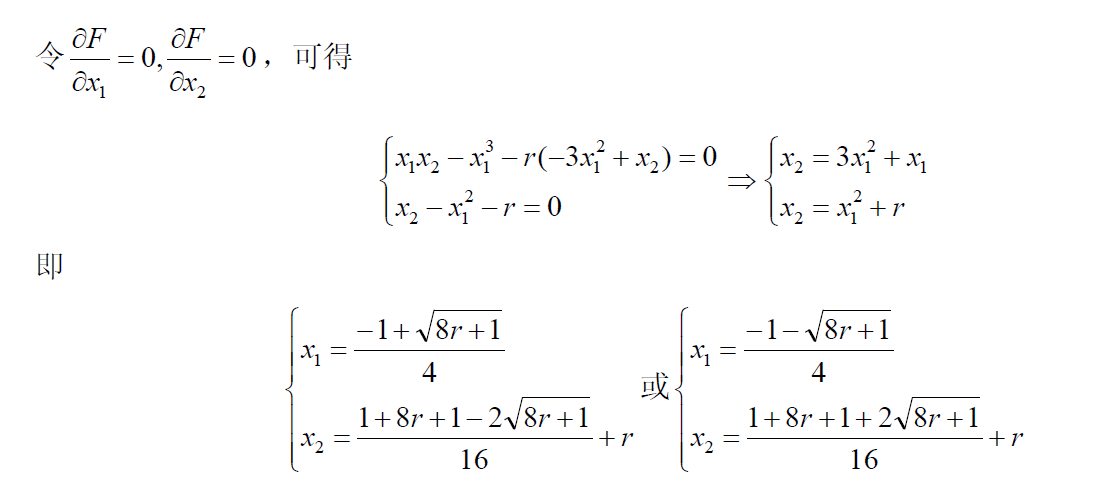 令 $\frac{\partial F}{\partial x_1} = 0, \frac{\partial F}{\partial x_2} = 0$ ，可得
$\begin{cases} x_1 x_2 - x_1^3 - r(-3x_1^2 + x_2) = 0 \\ x_2 - x_1^2 - r = 0 \end{cases} \Rightarrow \begin{cases} x_2 = 3x_1^2 + x_1 \\ x_2 = x_1^2 + r \end{cases}$
即
$\begin{cases} x_1 = \frac{-1 + \sqrt{8r+1}}{4} \\ x_2 = \frac{1 + 8r + 1 - 2\sqrt{8r+1}}{16} + r \end{cases}$ 或 $\begin{cases} x_1 = \frac{-1 - \sqrt{8r+1}}{4} \\ x_2 = \frac{1 + 8r + 1 + 2\sqrt{8r+1}}{16} + r \end{cases}$